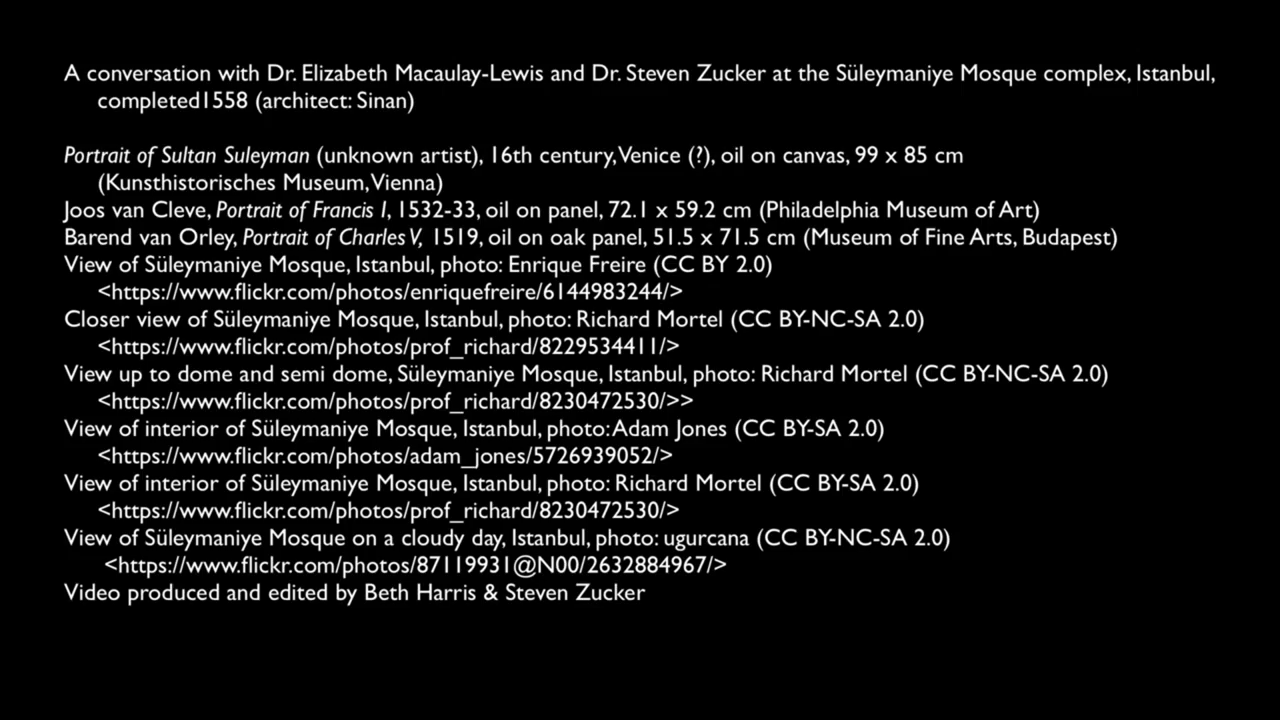 A conversation with Dr. Elizabeth Macaulay-Lewis and Dr. Steven Zucker at the Süleymaniye Mosque complex, Istanbul,
completed1558 (architect: Sinan)
Portrait of Sultan Suleyman (unknown artist), 16th century, Venice (?), oil on canvas, 99 x 85 cm
(Kunsthistorisches Museum, Vienna)
Joos van Cleve, Portrait of Francis I, 1532-33, oil on panel, 72.1 x 59.2 cm (Philadelphia Museum of Art)
Barend van Orley, Portrait of Charles V, 1519, oil on oak panel, 51.5 x 71.5 cm (Museum of Fine Arts, Budapest)
View of Süleymaniye Mosque, Istanbul, photo: Enrique Freire (CC BY 2.0)
<https://www.flickr.com/photos/enriquefreire/6144983244/>
Closer view of Süleymaniye Mosque, Istanbul, photo: Richard Mortel (CC BY-NC-SA 2.0)
<https://www.flickr.com/photos/prof_richard/8229534411/>
View up to dome and semi dome, Süleymaniye Mosque, Istanbul, photo: Richard Mortel (CC BY-NC-SA 2.0)
<https://www.flickr.com/photos/prof_richard/8230472530/>>
View of interior of Süleymaniye Mosque, Istanbul, photo: Adam Jones (CC BY-SA 2.0)
<https://www.flickr.com/photos/adam_jones/5726939052/>
View of interior of Süleymaniye Mosque, Istanbul, photo: Richard Mortel (CC BY-SA 2.0)
<https://www.flickr.com/photos/prof_richard/8230472530/>
View of Süleymaniye Mosque on a cloudy day, Istanbul, photo: ugurcana (CC BY-NC-SA 2.0)
<https://www.flickr.com/photos/87119931@N00/2632884967/>
Video produced and edited by Beth Harris & Steven Zucker